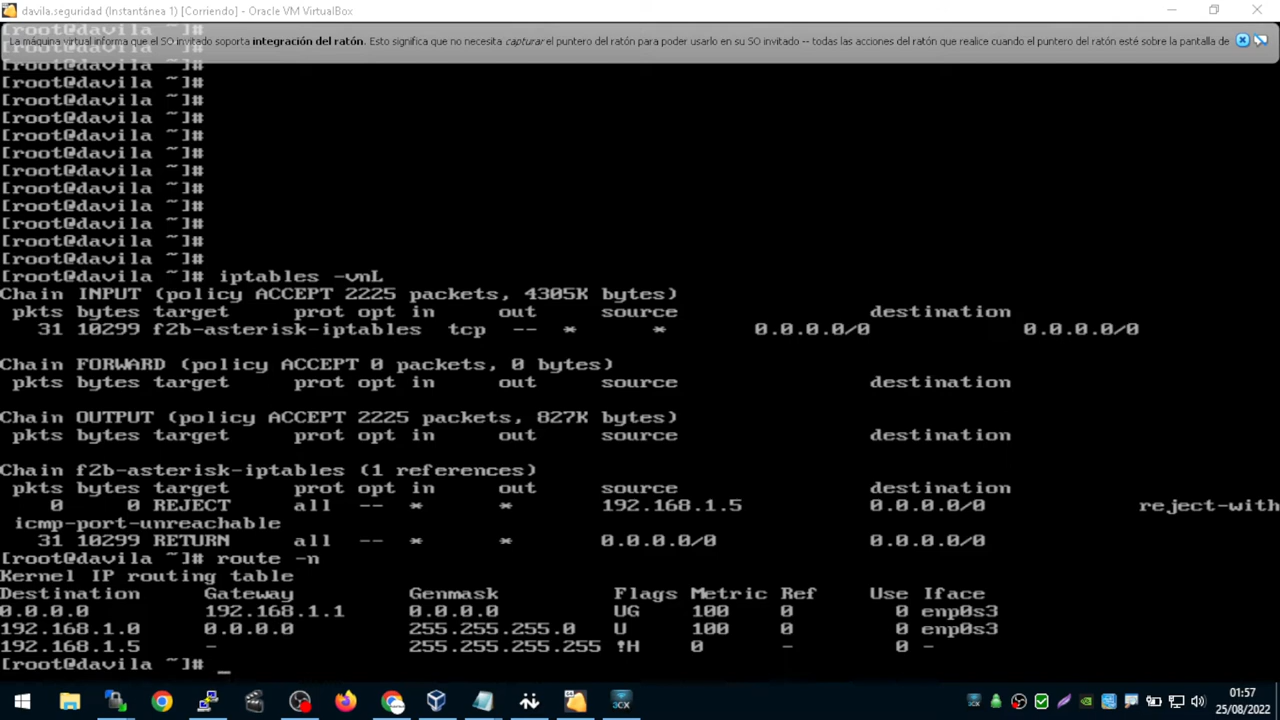 davila.seguridad (Instantánea 1) [Corriendo] - Oracle VM VirtualBox
La máquina virtual informa que el SO invitado soporta integración del ratón. Esto significa que no necesita capturar el puntero del ratón para poder usarlo en su SO invitado -- todas las acciones del ratón que realice cuando el puntero del ratón esté sobre la pantalla de
[root@davila ~]#
[root@davila ~]#
[root@davila ~]#
[root@davila ~]#
[root@davila ~]#
[root@davila ~]#
[root@davila ~]#
[root@davila ~]#
[root@davila ~]#
[root@davila ~]#
[root@davila ~]#
[root@davila ~]#
[root@davila ~]# iptables -vnL
Chain INPUT (policy ACCEPT 2225 packets, 4305K bytes)
pkts bytes target prot opt in out source destination
31 10299 f2b-asterisk-iptables tcp -- * * 0.0.0.0/0 0.0.0.0/0
Chain FORWARD (policy ACCEPT 0 packets, 0 bytes)
pkts bytes target prot opt in out source destination
Chain OUTPUT (policy ACCEPT 2225 packets, 827K bytes)
pkts bytes target prot opt in out source destination
Chain f2b-asterisk-iptables (1 references)
pkts bytes target prot opt in out source destination
0 0 REJECT all -- * * 192.168.1.5 0.0.0.0/0 reject-with
icmp-port-unreachable
31 10299 RETURN all -- * * 0.0.0.0/0 0.0.0.0/0
[root@davila ~]# route -n
Kernel IP routing table
Destination Gateway Genmask Flags Metric Ref Use Iface
0.0.0.0 192.168.1.1 0.0.0.0 UG 100 0 0 enp0s3
192.168.1.0 0.0.0.0 255.255.255.0 U 100 0 0 enp0s3
192.168.1.5 - 255.255.255.255 !H 0 - 0 -
[root@davila ~]# _
3CX
01:57
25/08/2022